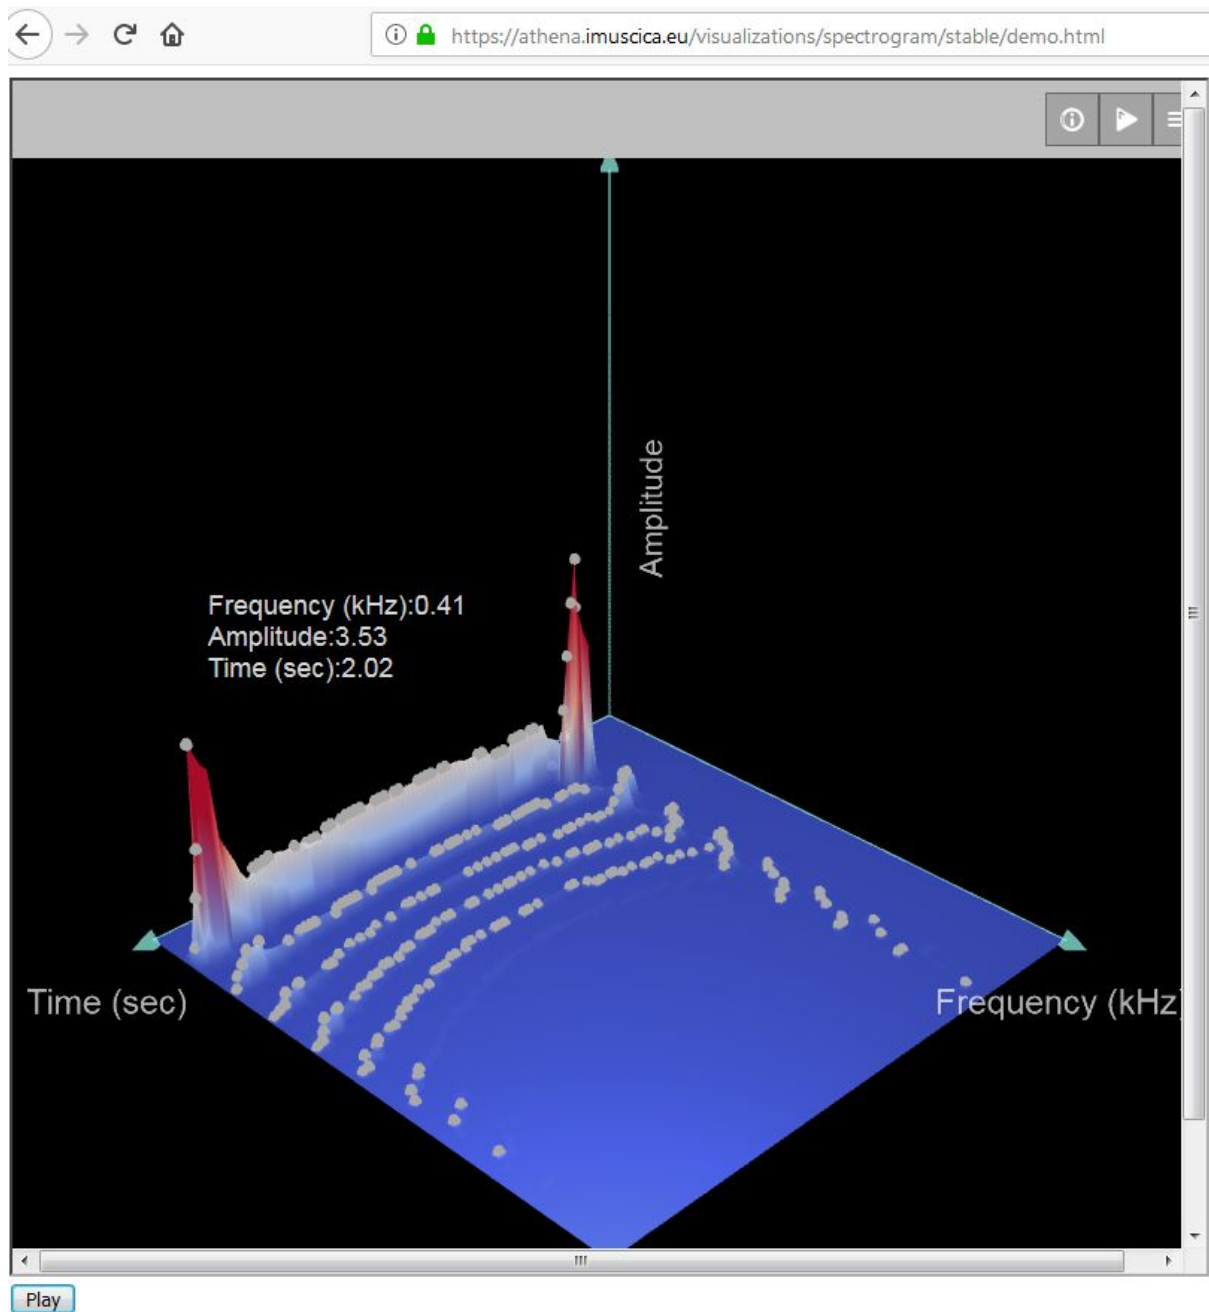 https://athena.imuscica.eu/visualizations/spectrogram/stable/demo.html
Amplitude
Frequency (kHz):0.41
Amplitude:3.53
Time (sec):2.02
Time (sec)
Frequency (kHz)
Play